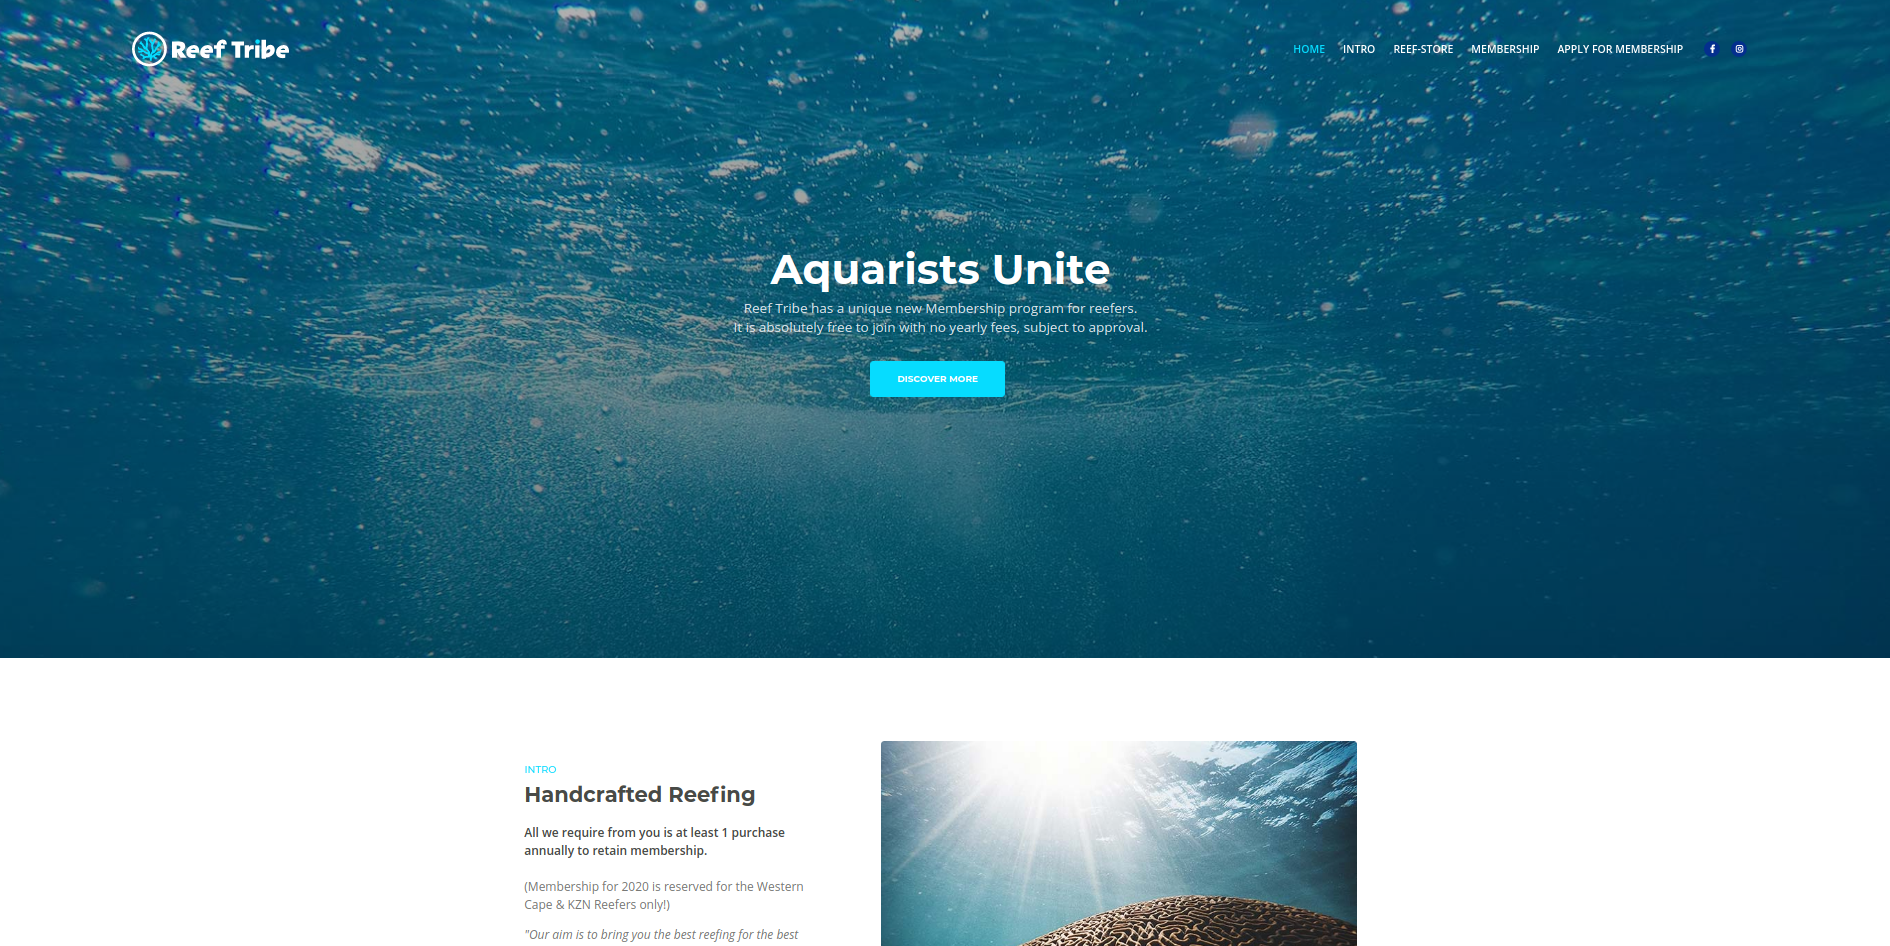 Reef Tribe
HOME INTRO REEF-STORE MEMBERSHIP APPLY FOR MEMBERSHIP
Aquarists Unite
Reef Tribe has a unique new Membership program for reefers.
It is absolutely free to join with no yearly fees, subject to approval.
DISCOVER MORE
INTRO
Handcrafted Reefing
All we require from you is at least 1 purchase
annually to retain membership.
(Membership for 2020 is reserved for the Western
Cape & KZN Reefers only!)
"Our aim is to bring you the best reefing for the best